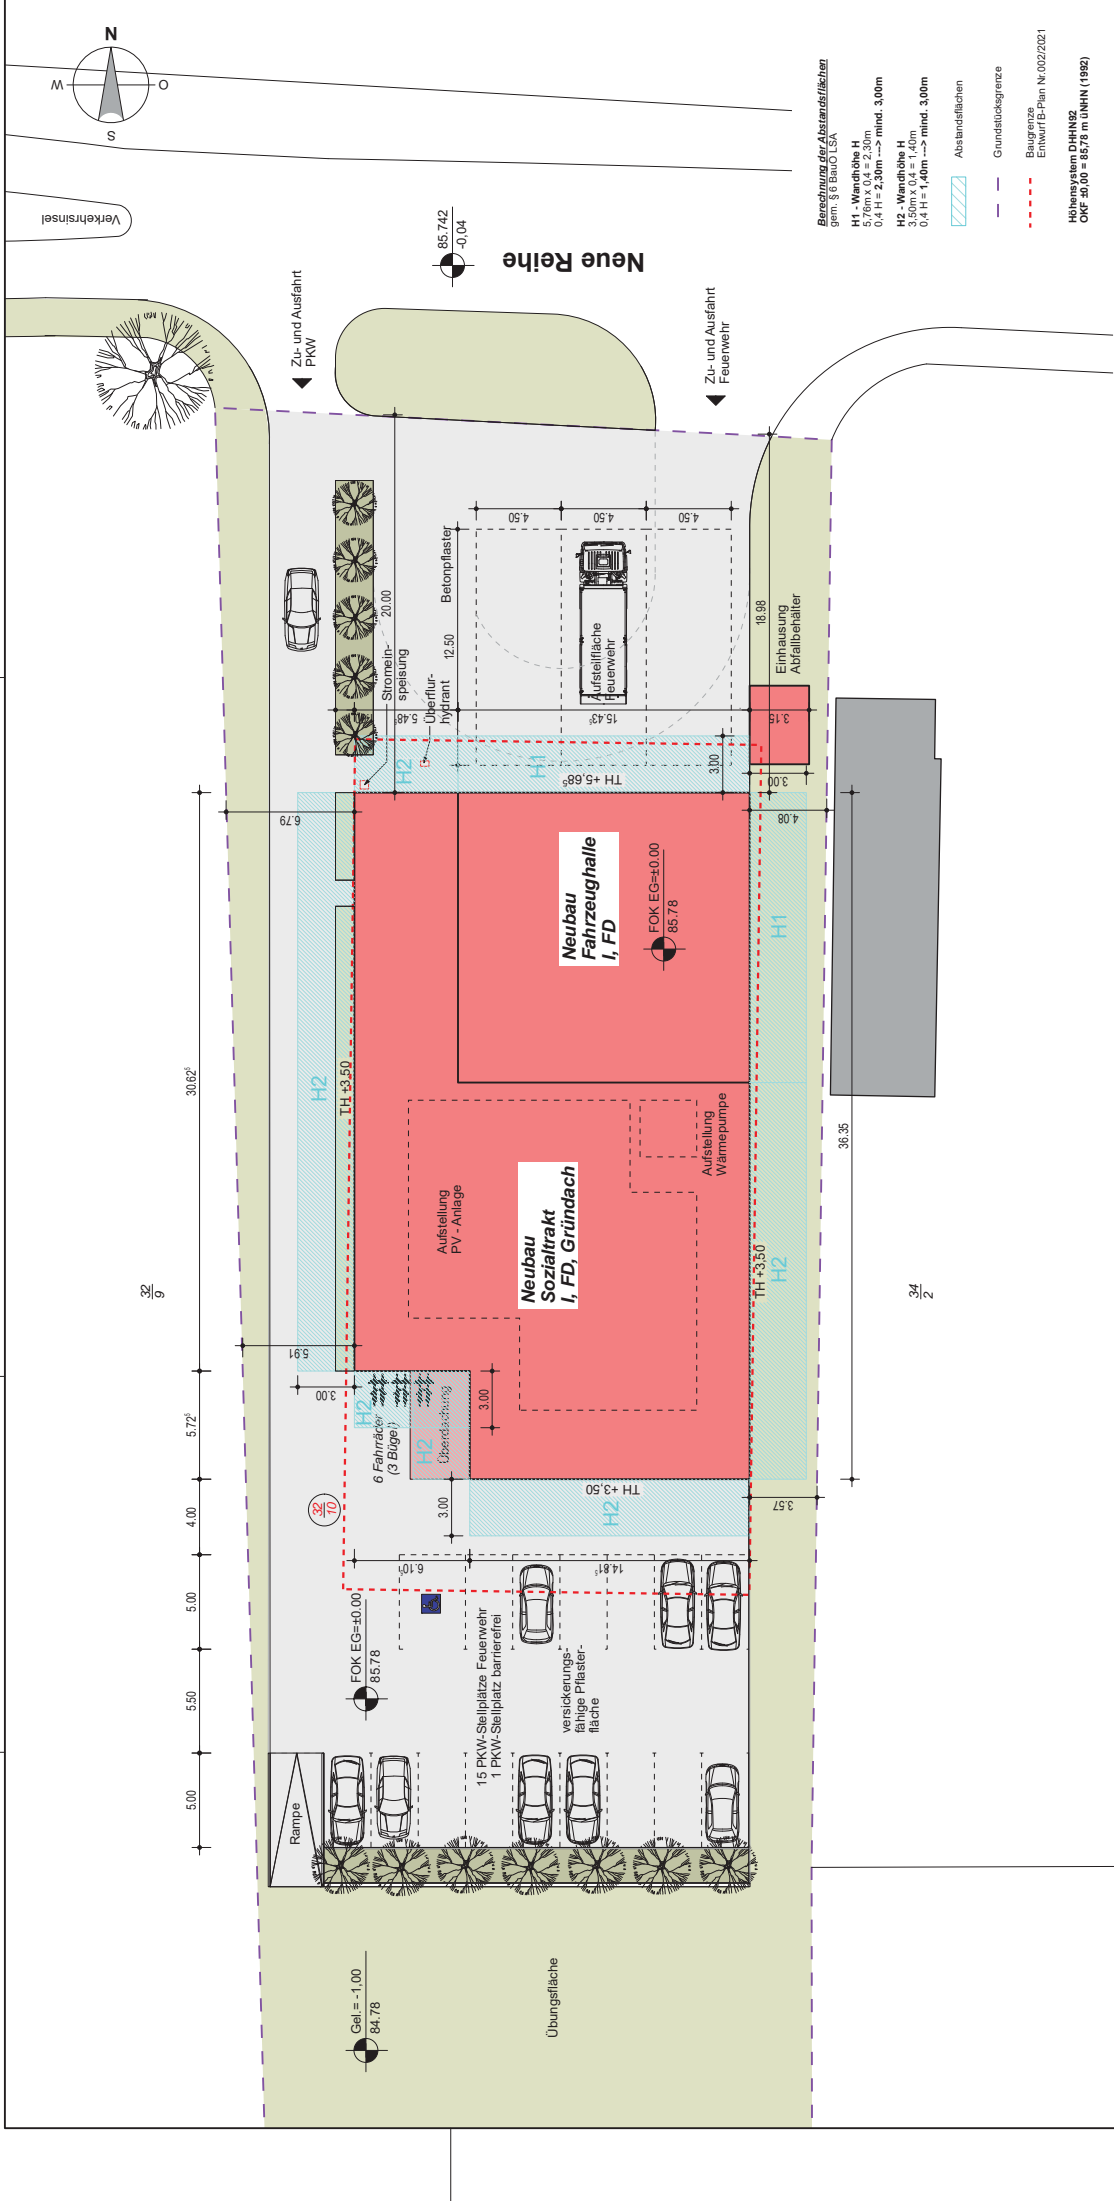 N
W
O
S
Verkehrsinsel
85.742
-0,04
Neue Reihe
Zu- und Ausfahrt
PKW
Zu- und Ausfahrt
Feuerwehr
Berechnung der Abstandsflächen
gem. § 6 BauO LSA
H1 - Wandhöhe H
5,76m x 0,4 = 2,30m
0,4 H = 2,30m ---> mind. 3,00m
H2 - Wandhöhe H
3,50m x 0,4 = 1,40m
0,4 H = 1,40m ---> mind. 3,00m
Abstandsflächen
Grundstücksgrenze
Baugrenze
Entwurf B-Plan Nr.002/2021
Höhensystem DHHN92
OKF ±0,00 = 85,78 m üNHN (1992)
20.00
Stromein-
speisung
Überflur-
hydrant
5.48⁵
12.50
Betonpflaster
4.50
4.50
4.50
Aufstellfläche
Feuerwehr
15.43⁵
18.98
Einhausung
Abfallbehälter
3.15
3.00
3.00
4.08
6.79
H2
H1
TH +5,68⁵
Neubau
Fahrzeughalle
I, FD
FOK EG=±0.00
85.78
H1
30.62⁵
H2
TH +3,50
36.35
Aufstellung
PV - Anlage
Aufstellung
Wärmepumpe
Neubau
Sozialtrakt
I, FD, Gründach
TH +3,50
H2
32
9
34
2
5.91
3.00
5.72⁵
H2
6 Fahrräder
(3 Bügel)
H2
Überdachung
3.00
32
10
4.00
3.00
TH +3,50
H2
3.57
6.10⁵
14.81⁵
5.00
FOK EG=±0.00
85.78
5.50
15 PKW-Stellplätze Feuerwehr
1 PKW-Stellplatz barrierefrei
versickerungs-
fähige Pflaster-
fläche
5.00
Rampe
Gel.= -1,00
84.78
Übungsfläche